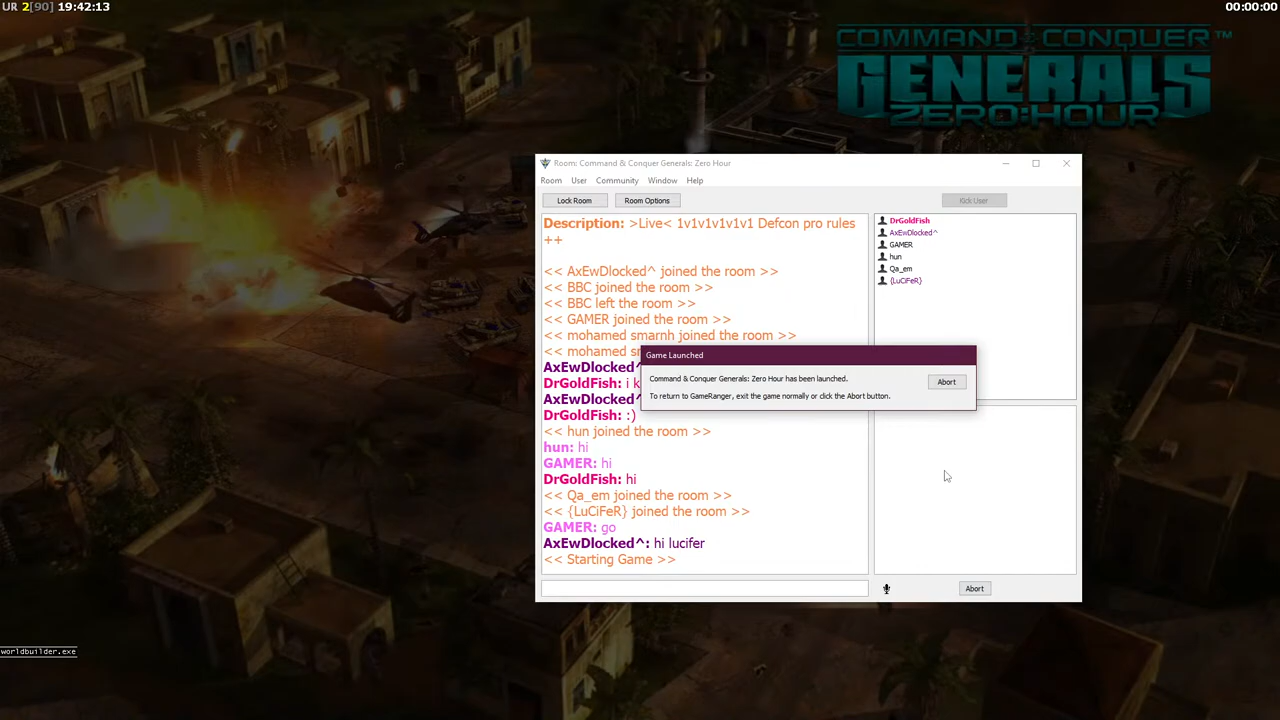 UR 2[90] 19:42:13
00:00:00
COMMAND & CONQUER™
GENERALS
ZERO:HOUR
Room: Command & Conquer Generals: Zero Hour
Room User Community Window Help
Lock Room Room Options Kick User
Description: >Live< 1v1v1v1v1v1 Defcon pro rules
++
<< AxEwDlocked^ joined the room >>
<< BBC joined the room >>
<< BBC left the room >>
<< GAMER joined the room >>
<< mohamed smarnh joined the room >>
<< mohamed sm
AxEwDlocked^
DrGoldFish: i k
AxEwDlocked^
DrGoldFish: :)
<< hun joined the room >>
hun: hi
GAMER: hi
DrGoldFish: hi
<< Qa_em joined the room >>
<< {LuCiFeR} joined the room >>
GAMER: go
AxEwDlocked^: hi lucifer
<< Starting Game >>
DrGoldFish
AxEwDlocked^
GAMER
hun
Qa_em
{LuCiFeR}
Game Launched
Command & Conquer Generals: Zero Hour has been launched.
Abort
To return to GameRanger, exit the game normally or click the Abort button.
Abort
worldbuilder.exe